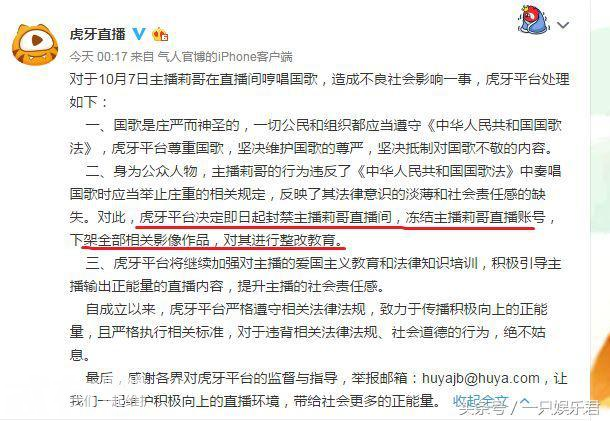 虎牙直播
今天 00:17 来自 气人官博的iPhone客户端
对于10月7日主播莉哥在直播间哼唱国歌，造成不良社会影响一事，虎牙平台处理
如下：
一、国歌是庄严而神圣的，一切公民和组织都应当遵守《中华人民共和国国歌
法》，虎牙平台尊重国歌，坚决维护国歌的尊严，坚决抵制对国歌不敬的内容。
二、身为公众人物，主播莉哥的行为违反了《中华人民共和国国歌法》中奏唱
国歌时应当举止庄重的相关规定，反映了其法律意识的淡薄和社会责任感的缺
失。对此，虎牙平台决定即日起封禁主播莉哥直播间，冻结主播莉哥直播账号，
下架全部相关影像作品，对其进行整改教育。
三、虎牙平台将继续加强对主播的爱国主义教育和法律知识培训，积极引导主
播输出正能量的直播内容，提升主播的社会责任感。
自成立以来，虎牙平台严格遵守相关法律法规，致力于传播积极向上的正能
量，且严格执行相关标准，对于违背相关法律法规、社会道德的行为，绝不姑
息。
最后，感谢各界对虎牙平台的监督与指导，举报邮箱：huyajb@huya.com，让
我们一起维护积极向上的直播环境，带给社会更多的正能量。 收起全文
头条号／一只娱乐君